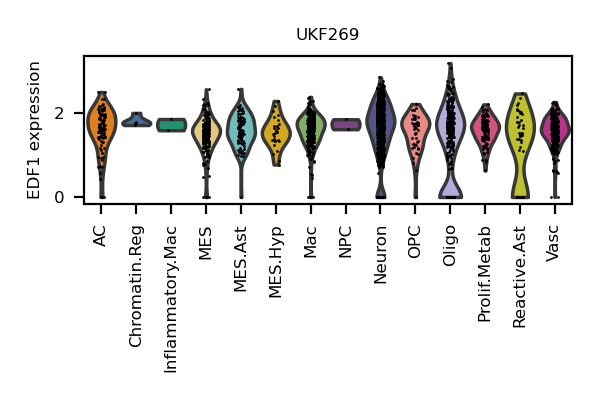 UKF269
EDF1 expression
2
0
AC
Chromatin.Reg
Inflammatory.Mac
MES
MES.Ast
MES.Hyp
Mac
NPC
Neuron
OPC
Oligo
Prolif.Metab
Reactive.Ast
Vasc